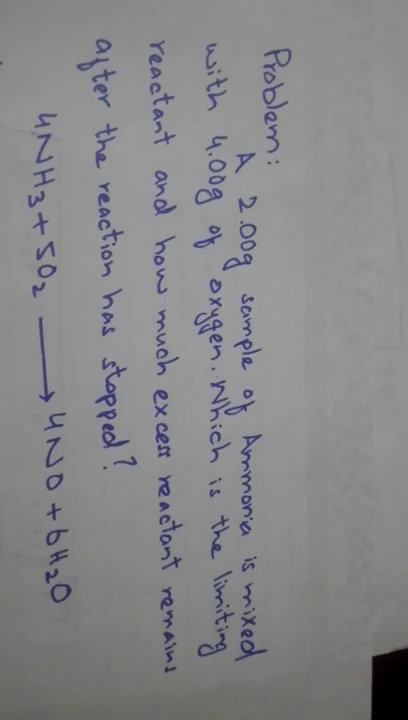 Problem:
A 2.00g sample of Ammonia is mixed
with 4.00g of oxygen. Which is the limiting
reactant and how much excess reactant remains
after the reaction has stopped?
4NH₃ + 5O₂ ⟶ 4NO + 6H₂O